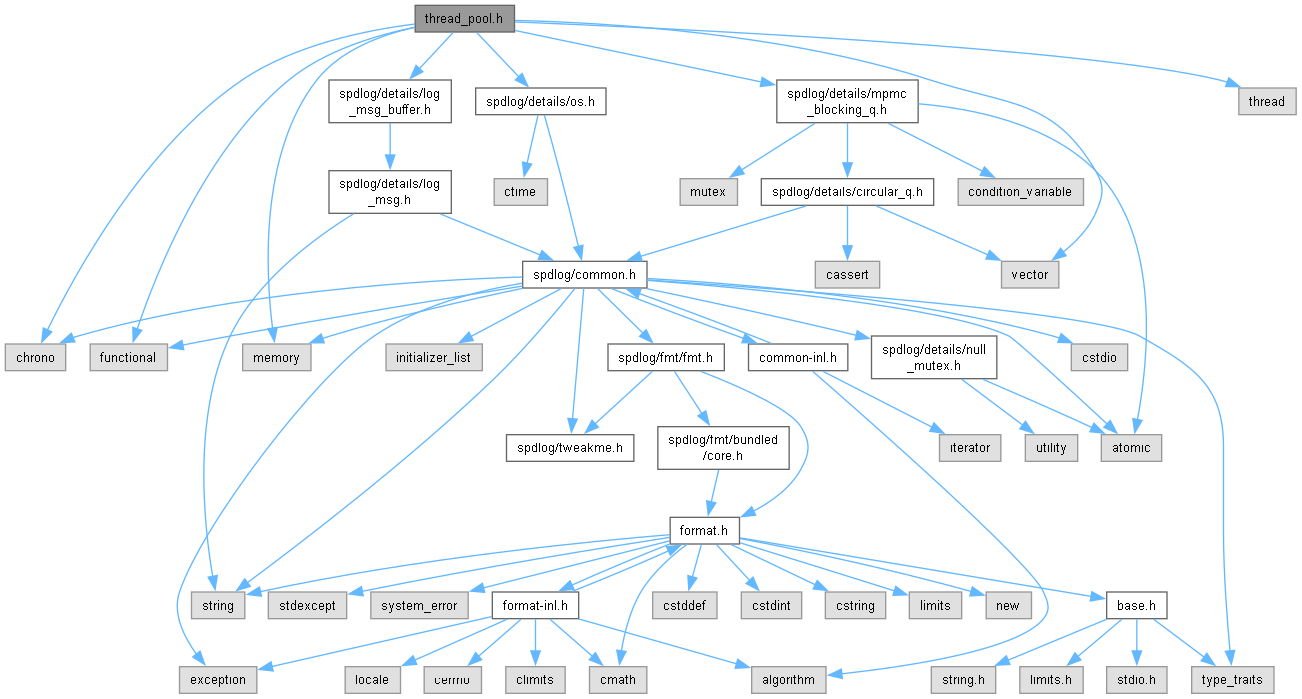 thread_pool.h
spdlog/details/log
_msg_buffer.h
spdlog/details/os.h
spdlog/details/mpmc
_blocking_q.h
thread
spdlog/details/log
_msg.h
ctime
mutex
spdlog/details/circular_q.h
condition_variable
spdlog/common.h
cassert
vector
chrono
functional
memory
initializer_list
spdlog/fmt/fmt.h
common-inl.h
spdlog/details/null
_mutex.h
cstdio
spdlog/tweakme.h
spdlog/fmt/bundled
/core.h
iterator
utility
atomic
format.h
string
stdexcept
system_error
format-inl.h
cstddef
cstdint
cstring
limits
new
base.h
exception
locale
cerrno
climits
cmath
algorithm
string.h
limits.h
stdio.h
type_traits